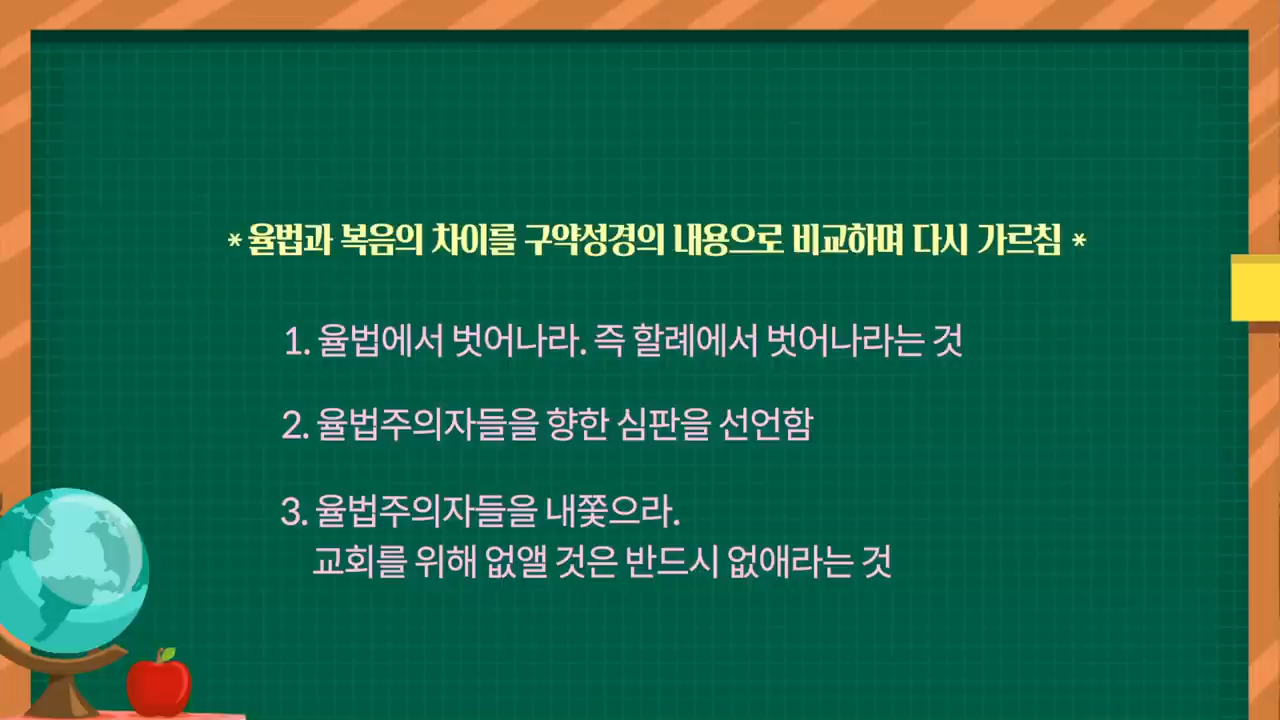 * 율법과 복음의 차이를 구약성경의 내용으로 비교하며 다시 가르침 *
1. 율법에서 벗어나라. 즉 할례에서 벗어나라는 것
2. 율법주의자들을 향한 심판을 선언함
3. 율법주의자들을 내쫓으라.
교회를 위해 없앨 것은 반드시 없애라는 것